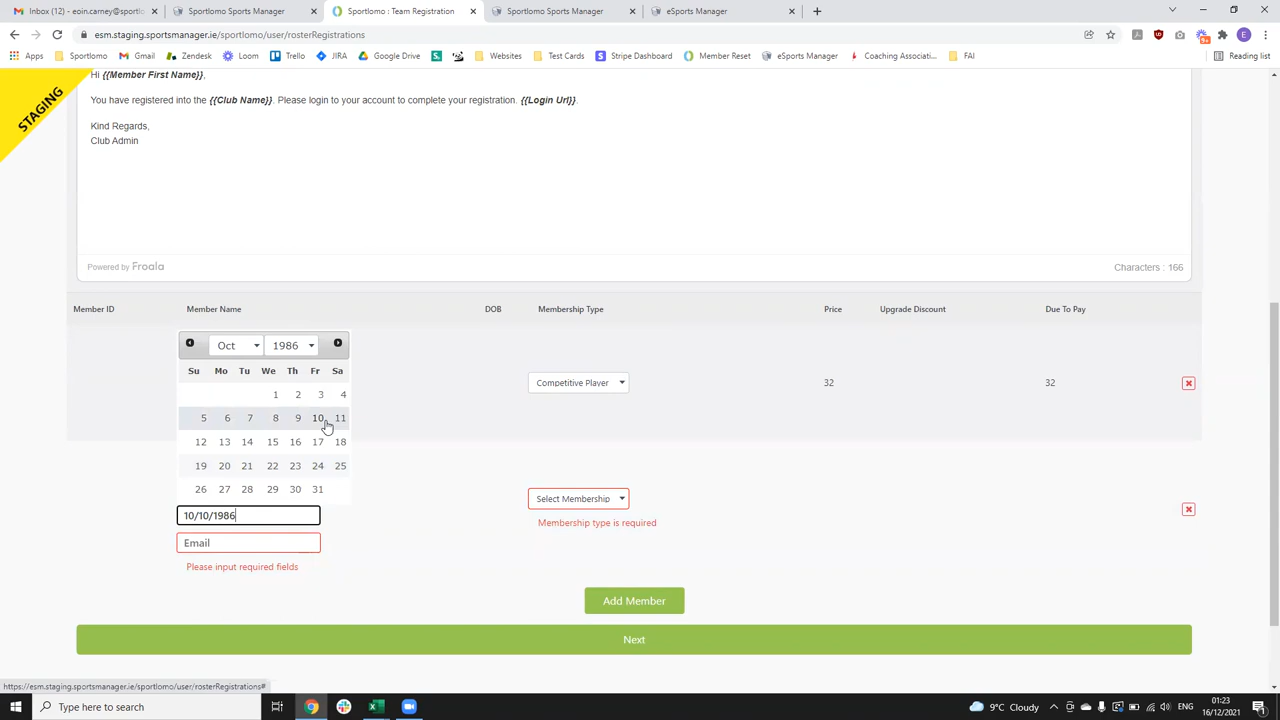 Inbox (12) - eoin.carney@sportl
Sportlomo Sports Manager
Sportlomo : Team Registration
Sportlomo Sports Manager
eSports Manager
esm.staging.sportsmanager.ie/sportlomo/user/rosterRegistrations
Apps
Sportlomo
Gmail
Zendesk
Loom
Trello
JIRA
Google Drive
Websites
Test Cards
Stripe Dashboard
Member Reset
eSports Manager
Coaching Associati...
FAI
Reading list
STAGING
Hi {{Member First Name}},
You have registered into the {{Club Name}}. Please login to your account to complete your registration. {{Login Url}}.
Kind Regards,
Club Admin
Powered by Froala
Characters : 166
Member ID Member Name DOB Membership Type Price Upgrade Discount Due To Pay
Oct 1986
Su Mo Tu We Th Fr Sa
1 2 3 4
5 6 7 8 9 10 11
12 13 14 15 16 17 18
19 20 21 22 23 24 25
26 27 28 29 30 31
Competitive Player 32 32
10/10/1986
Email
Please input required fields
Select Membership
Membership type is required
Add Member
Next
https://esm.staging.sportsmanager.ie/sportlomo/user/rosterRegistrations#
Type here to search
9°C Cloudy
ENG
01:23
16/12/2021